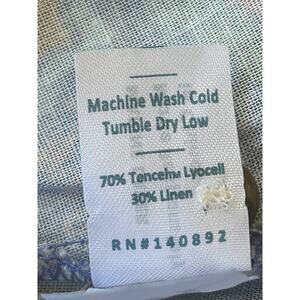 Machine Wash Cold
Tumble Dry Low
70% Tencel™ Lyocell
30% Linen
RN#140892